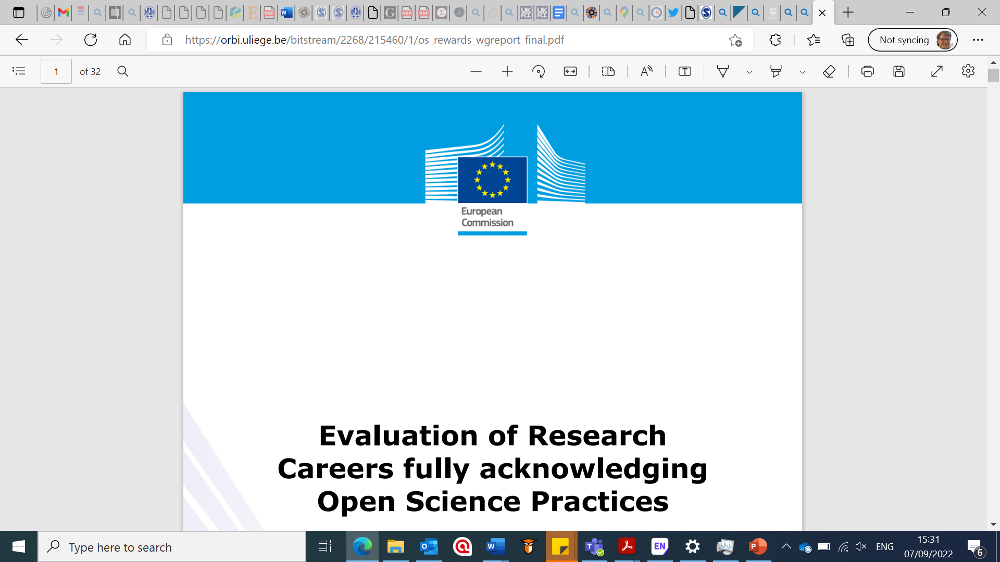 https://orbi.uliege.be/bitstream/2268/215460/1/os_rewards_wgreport_final.pdf
Not syncing
1 of 32
European
Commission
Evaluation of Research
Careers fully acknowledging
Open Science Practices
Type here to search
ENG
15:31
07/09/2022
6